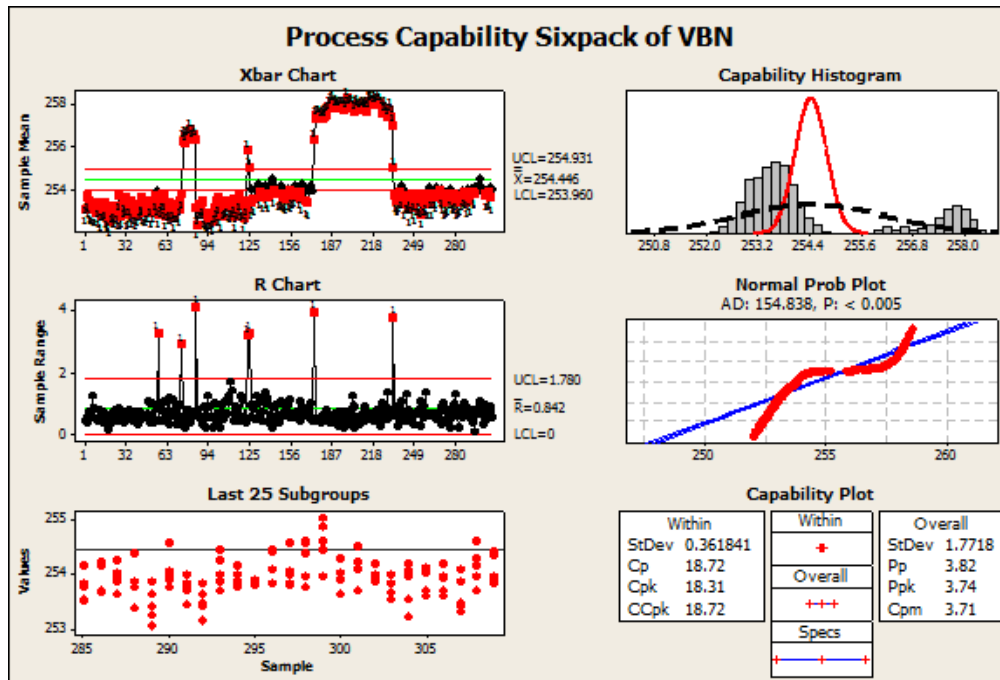 Process Capability Sixpack of VBN
Xbar Chart
Sample Mean
258
256
254
UCL=254.931
X=254.446
LCL=253.960
1 32 63 94 125 156 187 218 249 280
R Chart
Sample Range
4
2
0
UCL=1.780
R=0.842
LCL=0
1 32 63 94 125 156 187 218 249 280
Last 25 Subgroups
Values
255
254
253
285 290 295 300 305
Sample
Capability Histogram
250.8 252.0 253.2 254.4 255.6 256.8 258.0
Normal Prob Plot
AD: 154.838, P: < 0.005
250 255 260
Capability Plot
Within
StDev 0.361841
Cp 18.72
Cpk 18.31
CCpk 18.72
Within
Overall
Specs
Overall
StDev 1.7718
Pp 3.82
Ppk 3.74
Cpm 3.71